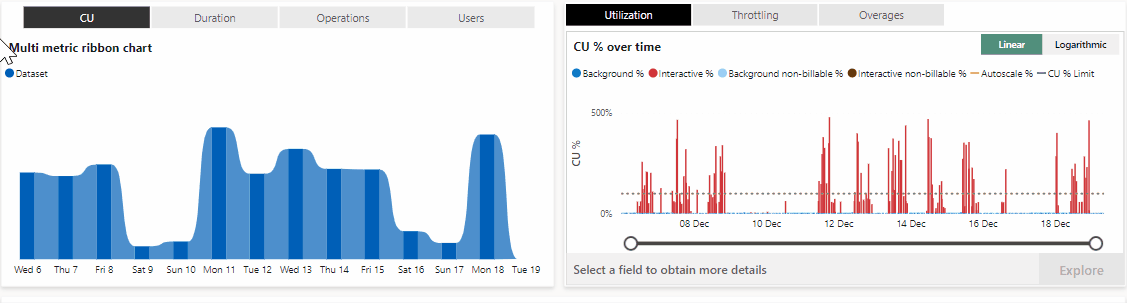 CU Duration Operations Users
Multi metric ribbon chart
Dataset
Wed 6 Thu 7 Fri 8 Sat 9 Sun 10 Mon 11 Tue 12 Wed 13 Thu 14 Fri 15 Sat 16 Sun 17 Mon 18 Tue 19
Utilization Throttling Overages
CU % over time
Linear Logarithmic
Background % Interactive % Background non-billable % Interactive non-billable % Autoscale % CU % Limit
500%
CU %
0%
08 Dec 10 Dec 12 Dec 14 Dec 16 Dec 18 Dec
Select a field to obtain more details
Explore